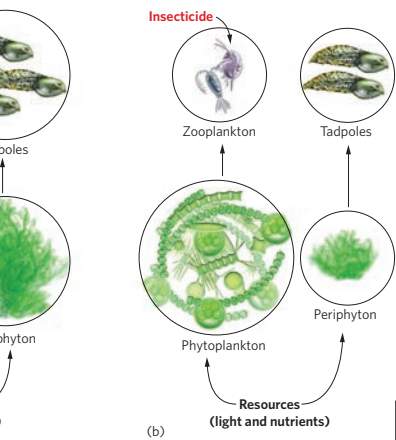 Insecticide
Zooplankton
Tadpoles
poles
Periphyton
phyton
Phytoplankton
Resources
(light and nutrients)
(b)
)